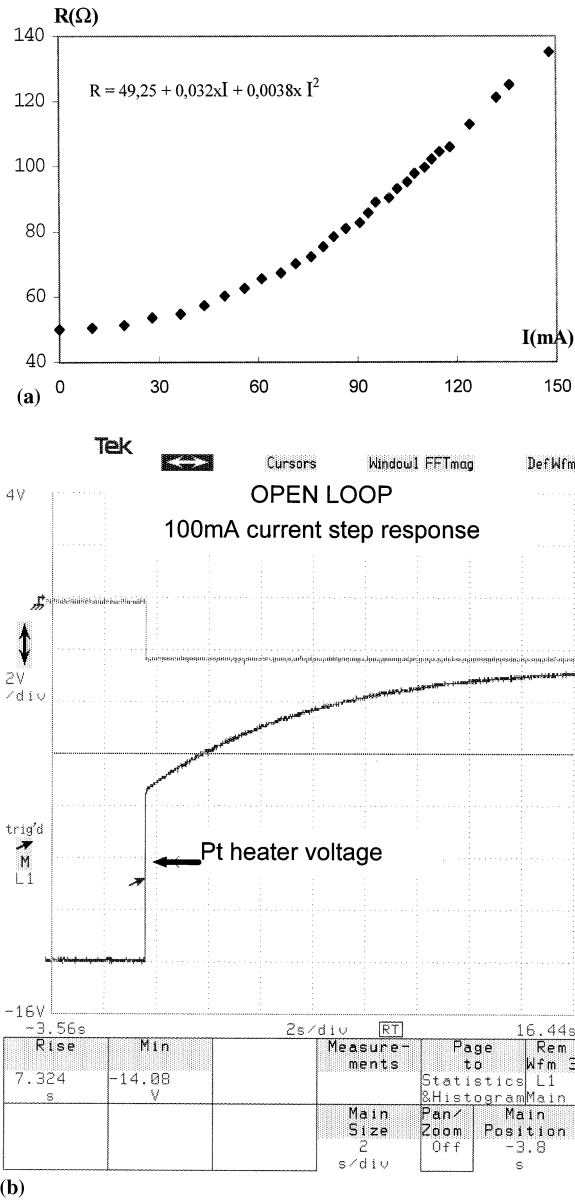 R(Ω)
140
R = 49,25 + 0,032xI + 0,0038x I²
120
100
80
60
40
I(mA)
0 30 60 90 120 150
(a)
Tek
Cursors Window1 FFTmag DefWfm
4V
OPEN LOOP
100mA current step response
2V
/div
trig'd
M
L1
Pt heater voltage
-16V
-3.56s 2s/div RT 16.44s
Rise Min Measure- Page Rem
ments to Wfm 3
7.324 -14.08 Statistics L1
s V &Histogram Main
Main Pan/ Main
Size Zoom Position
2 Off -3.8
s/div s
(b)